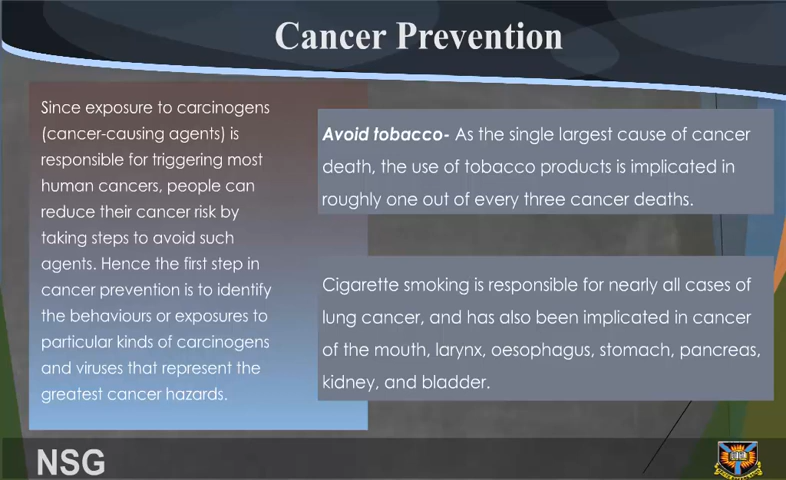 Cancer Prevention
Since exposure to carcinogens
(cancer-causing agents) is
responsible for triggering most
human cancers, people can
reduce their cancer risk by
taking steps to avoid such
agents. Hence the first step in
cancer prevention is to identify
the behaviours or exposures to
particular kinds of carcinogens
and viruses that represent the
greatest cancer hazards.
Avoid tobacco- As the single largest cause of cancer
death, the use of tobacco products is implicated in
roughly one out of every three cancer deaths.
Cigarette smoking is responsible for nearly all cases of
lung cancer, and has also been implicated in cancer
of the mouth, larynx, oesophagus, stomach, pancreas,
kidney, and bladder.
NSG